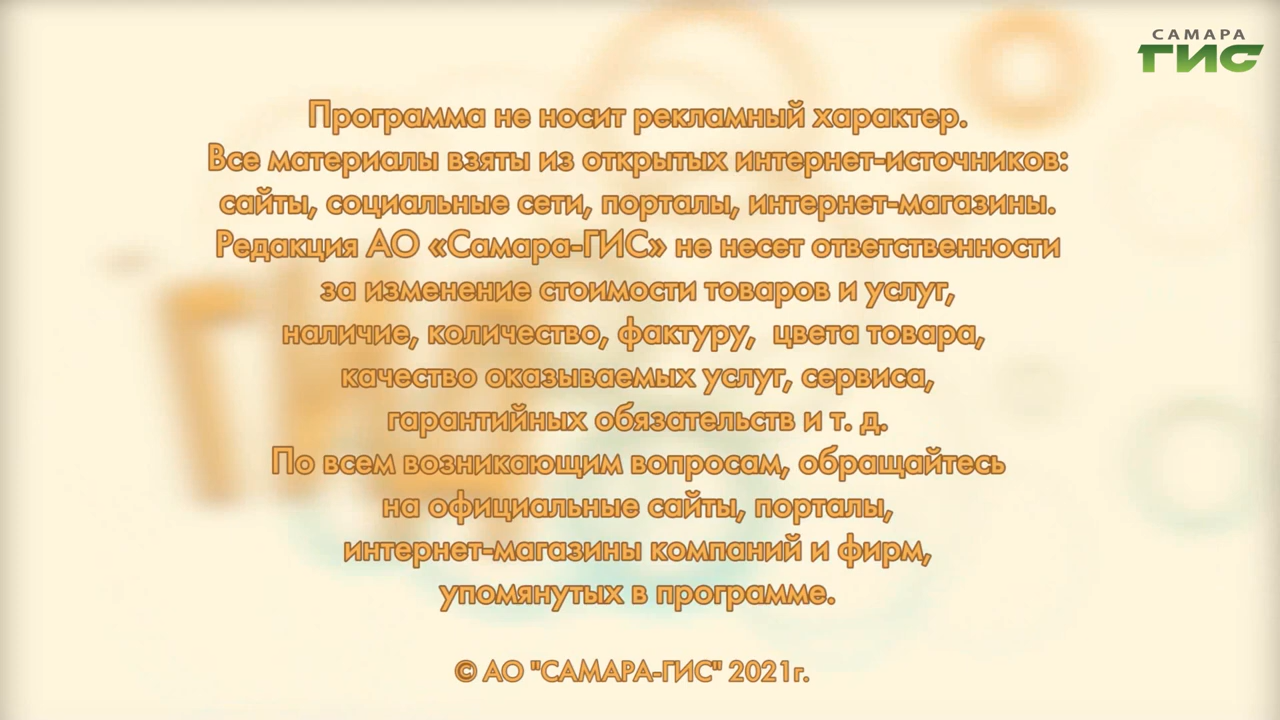 САМАРА
ГИС
Программа не носит рекламный характер.
Все материалы взяты из открытых интернет-источников:
сайты, социальные сети, порталы, интернет-магазины.
Редакция АО «Самара-ГИС» не несет ответственности
за изменение стоимости товаров и услуг,
наличие, количество, фактуру, цвета товара,
качество оказываемых услуг, сервиса,
гарантийных обязательств и т. д.
По всем возникающим вопросам, обращайтесь
на официальные сайты, порталы,
интернет-магазины компаний и фирм,
упомянутых в программе.
© АО "САМАРА-ГИС" 2021г.